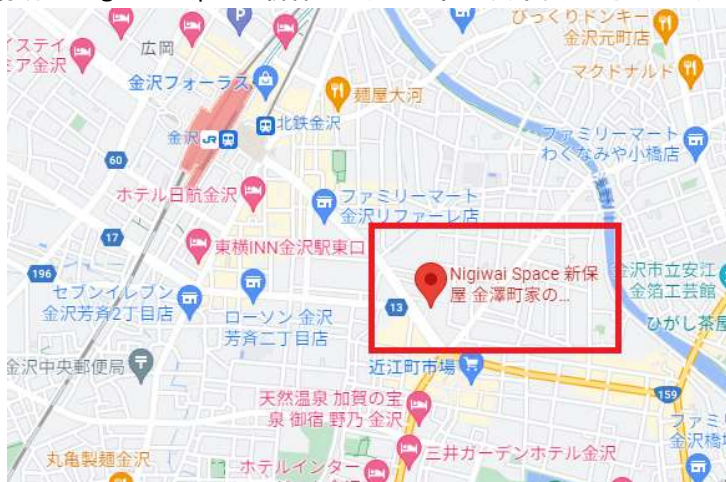 びっくりドンキー
金沢元町店
広岡
金沢フォーラス
マクドナルド
麺屋大河
北鉄金沢
金沢
JR
ファミリーマート
わくなみや小橋店
60
ホテル日航金沢
ファミリーマート
金沢リファーレ店
17
東横INN金沢駅東口
196
セブンイレブン
金沢芳斉2丁目店
ローソン 金沢
芳斉二丁目店
13
Nigiwai Space 新保
屋 金澤町家の...
金沢市立安江
金箔工芸館
ひがし茶屋
金沢中央郵便局
近江町市場
159
天然温泉 加賀の宝
泉 御宿 野乃 金沢
丸亀製麺金沢
ホテルインター
三井ガーデンホテル金沢
金沢橋